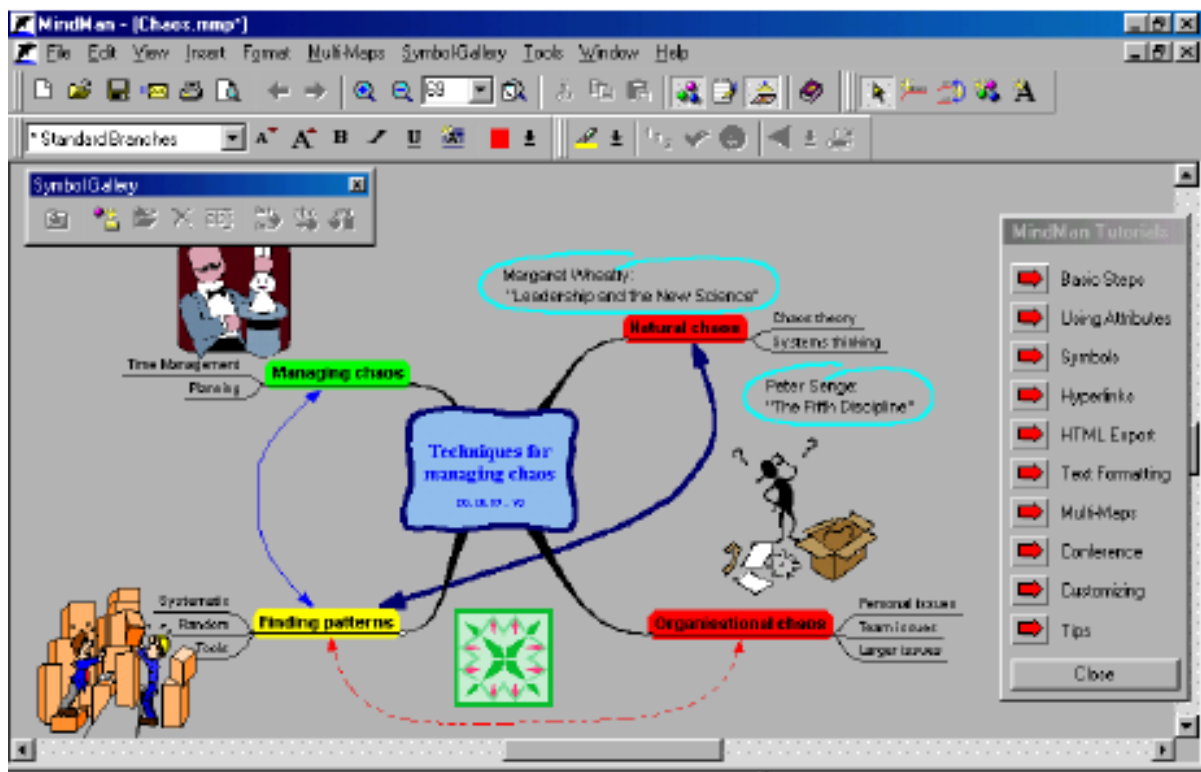 MindMan - [Chaos.mmp*]
File Edit View Insert Format Multi-Maps SymbolGallery Tools Window Help
69
* Standard Branches
SymbolGallery
MindMan Tutorials
Basic Steps
Using Attributes
Symbols
Hyperlinks
HTML Export
Text Formatting
Multi-Maps
Conference
Customizing
Tips
Close
Margaret Wheatly:
"Leadership and the New Science"
Natural chaos
Chaos theory
Systems thinking
Peter Senge:
"The Fifth Discipline"
Time Management
Planning
Managing chaos
Techniques for
managing chaos
Systematic
Random
Tools
Finding patterns
Organisational chaos
Personal issues
Team issues
Larger issues